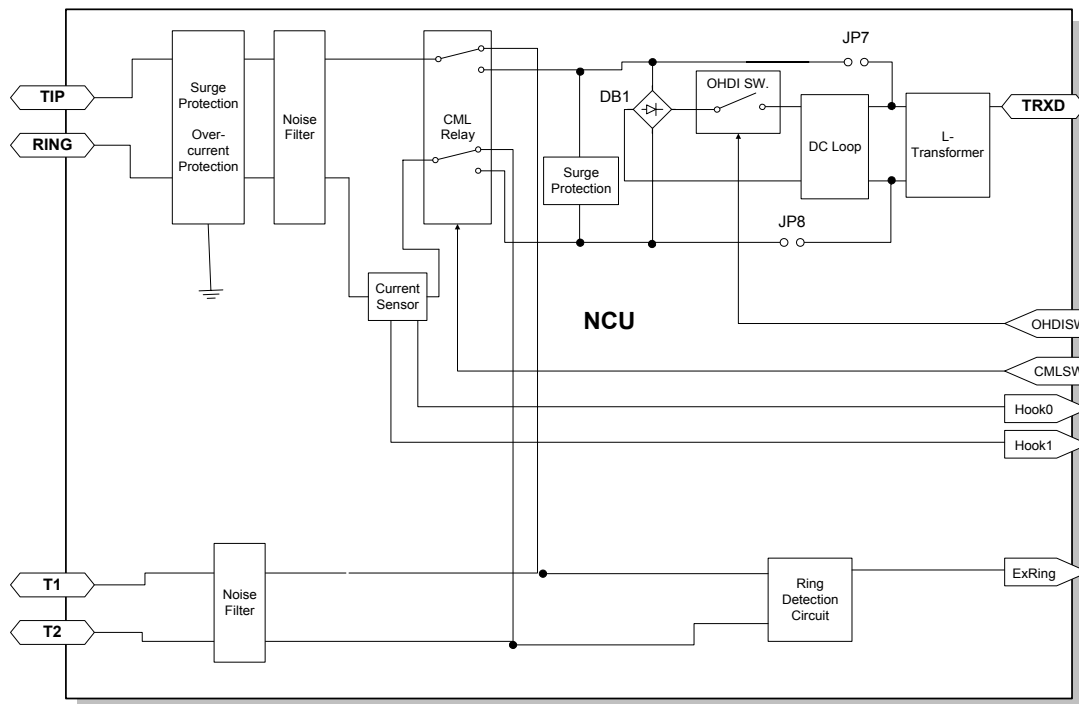 JP7
TIP
RING
Surge
Protection
Over-
current
Protection
Noise
Filter
CML
Relay
DB1
OHDI SW.
Surge
Protection
DC Loop
L-
Transformer
TRXD
JP8
Current
Sensor
NCU
OHDISW
CMLSW
Hook0
Hook1
T1
T2
Noise
Filter
Ring
Detection
Circuit
ExRing